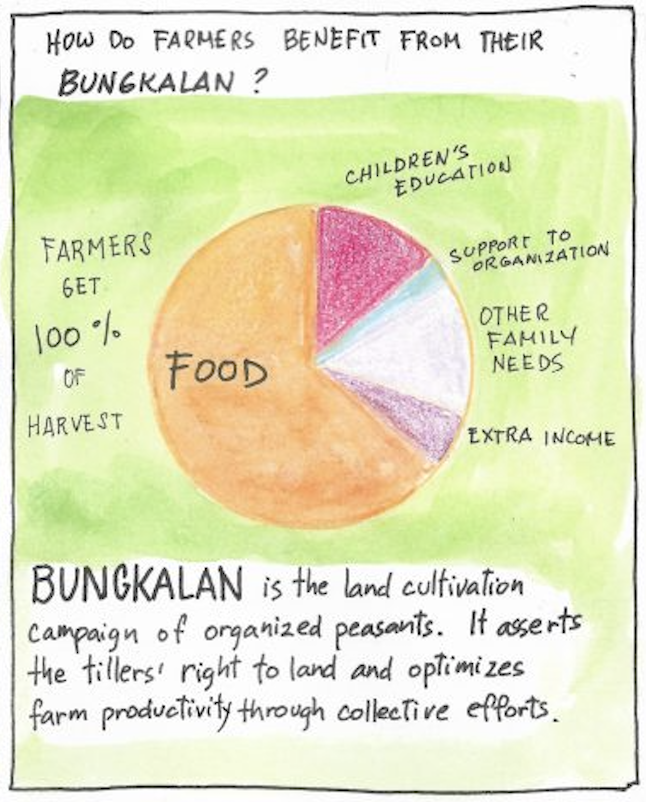 HOW DO FARMERS BENEFIT FROM THEIR
BUNGKALAN?
CHILDREN'S
EDUCATION
SUPPORT TO
ORGANIZATION
OTHER
FAMILY
NEEDS
EXTRA INCOME
FOOD
FARMERS
GET
100%
OF
HARVEST
BUNGKALAN is the land cultivation
campaign of organized peasants. It asserts
the tillers' right to land and optimizes
farm productivity through collective efforts.